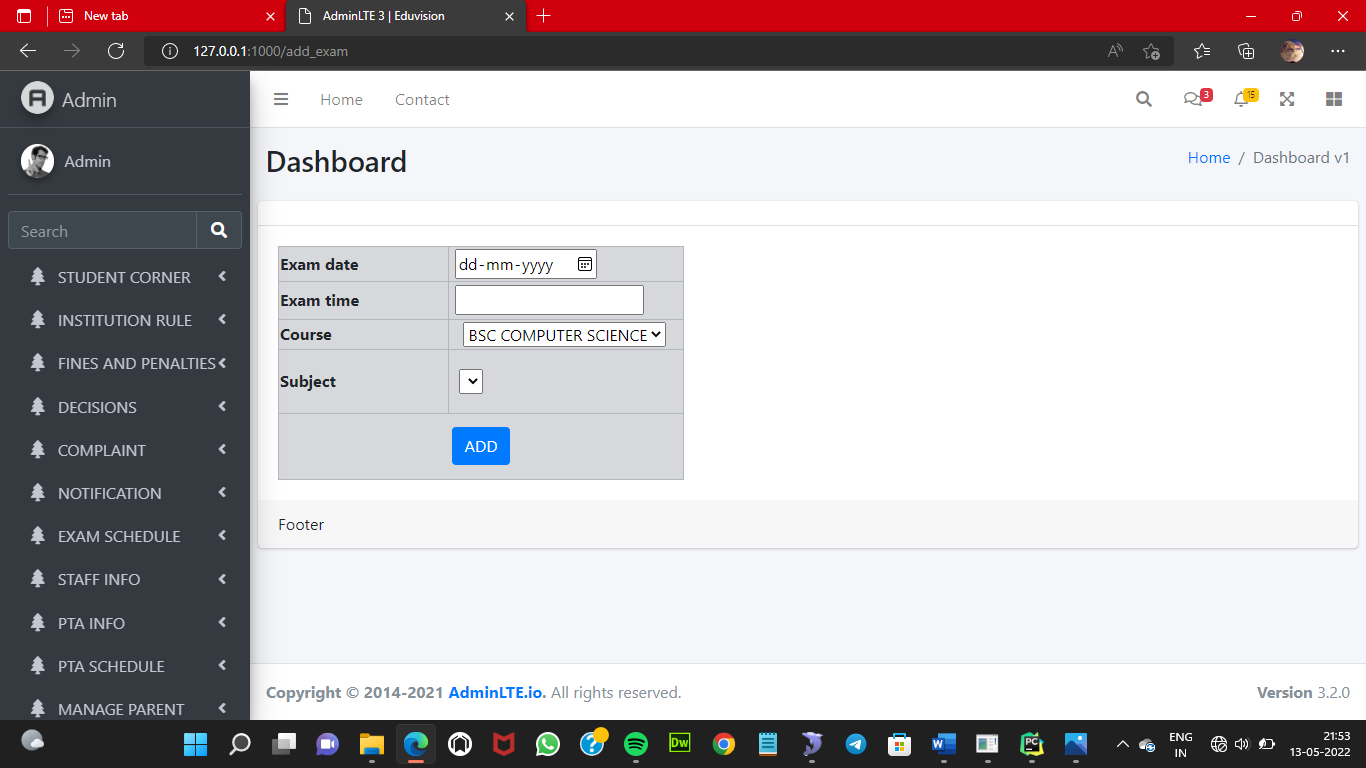 New tab
AdminLTE 3 | Eduvision
127.0.0.1:1000/add_exam
Admin
Home
Contact
3
15
Admin
Dashboard
Home / Dashboard v1
Search
STUDENT CORNER
INSTITUTION RULE
FINES AND PENALTIES
DECISIONS
COMPLAINT
NOTIFICATION
EXAM SCHEDULE
STAFF INFO
PTA INFO
PTA SCHEDULE
MANAGE PARENT
Exam date
dd-mm-yyyy
Exam time
Course
BSC COMPUTER SCIENCE
Subject
ADD
Footer
Copyright © 2014-2021 AdminLTE.io. All rights reserved.
Version 3.2.0
Dw
W
PC
ENG
IN
21:53
13-05-2022